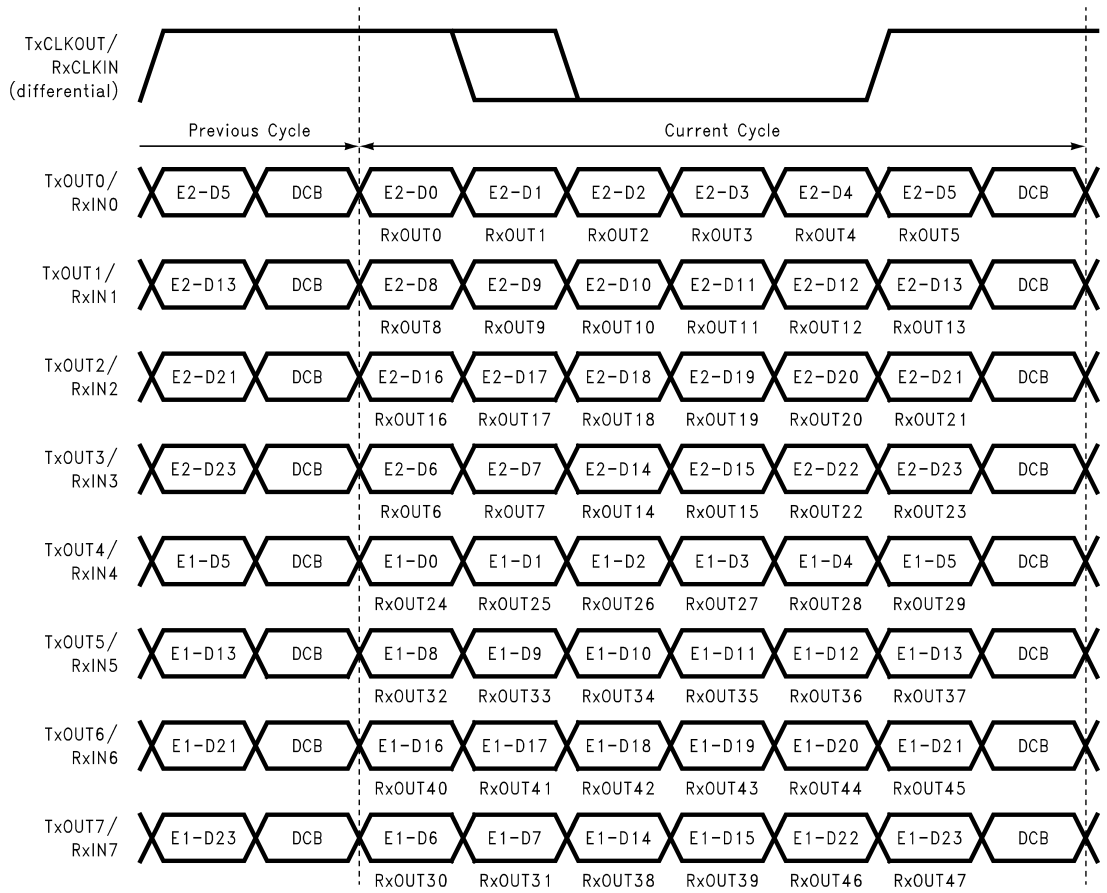 TxCLKOUT/
RxCLKIN
(differential)
Previous Cycle Current Cycle
TxOUT0/
RxIN0
E2-D5 DCB E2-D0 E2-D1 E2-D2 E2-D3 E2-D4 E2-D5 DCB
RxOUT0 RxOUT1 RxOUT2 RxOUT3 RxOUT4 RxOUT5
TxOUT1/
RxIN1
E2-D13 DCB E2-D8 E2-D9 E2-D10 E2-D11 E2-D12 E2-D13 DCB
RxOUT8 RxOUT9 RxOUT10 RxOUT11 RxOUT12 RxOUT13
TxOUT2/
RxIN2
E2-D21 DCB E2-D16 E2-D17 E2-D18 E2-D19 E2-D20 E2-D21 DCB
RxOUT16 RxOUT17 RxOUT18 RxOUT19 RxOUT20 RxOUT21
TxOUT3/
RxIN3
E2-D23 DCB E2-D6 E2-D7 E2-D14 E2-D15 E2-D22 E2-D23 DCB
RxOUT6 RxOUT7 RxOUT14 RxOUT15 RxOUT22 RxOUT23
TxOUT4/
RxIN4
E1-D5 DCB E1-D0 E1-D1 E1-D2 E1-D3 E1-D4 E1-D5 DCB
RxOUT24 RxOUT25 RxOUT26 RxOUT27 RxOUT28 RxOUT29
TxOUT5/
RxIN5
E1-D13 DCB E1-D8 E1-D9 E1-D10 E1-D11 E1-D12 E1-D13 DCB
RxOUT32 RxOUT33 RxOUT34 RxOUT35 RxOUT36 RxOUT37
TxOUT6/
RxIN6
E1-D21 DCB E1-D16 E1-D17 E1-D18 E1-D19 E1-D20 E1-D21 DCB
RxOUT40 RxOUT41 RxOUT42 RxOUT43 RxOUT44 RxOUT45
TxOUT7/
RxIN7
E1-D23 DCB E1-D6 E1-D7 E1-D14 E1-D15 E1-D22 E1-D23 DCB
RxOUT30 RxOUT31 RxOUT38 RxOUT39 RxOUT46 RxOUT47